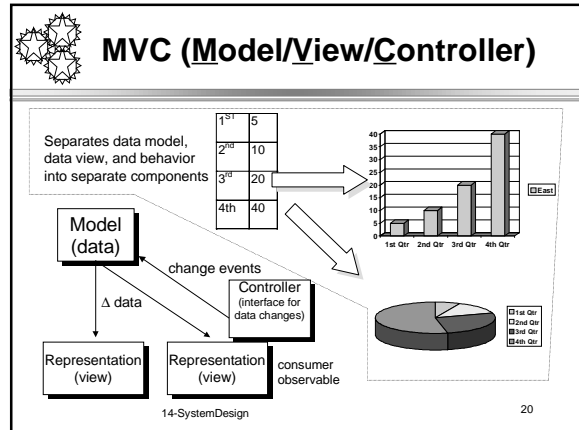 MVC (Model/View/Controller)
Separates data model,
data view, and behavior
into separate components
1ST 5
2nd 10
3rd 20
4th 40
40
35
30
25
20
15
10
5
0
1st Qtr 2nd Qtr 3rd Qtr 4th Qtr
East
Model
(data)
change events
Δ data
Controller
(interface for
data changes)
Representation
(view)
Representation
(view)
consumer
observable
1st Qtr
2nd Qtr
3rd Qtr
4th Qtr
14-SystemDesign
20